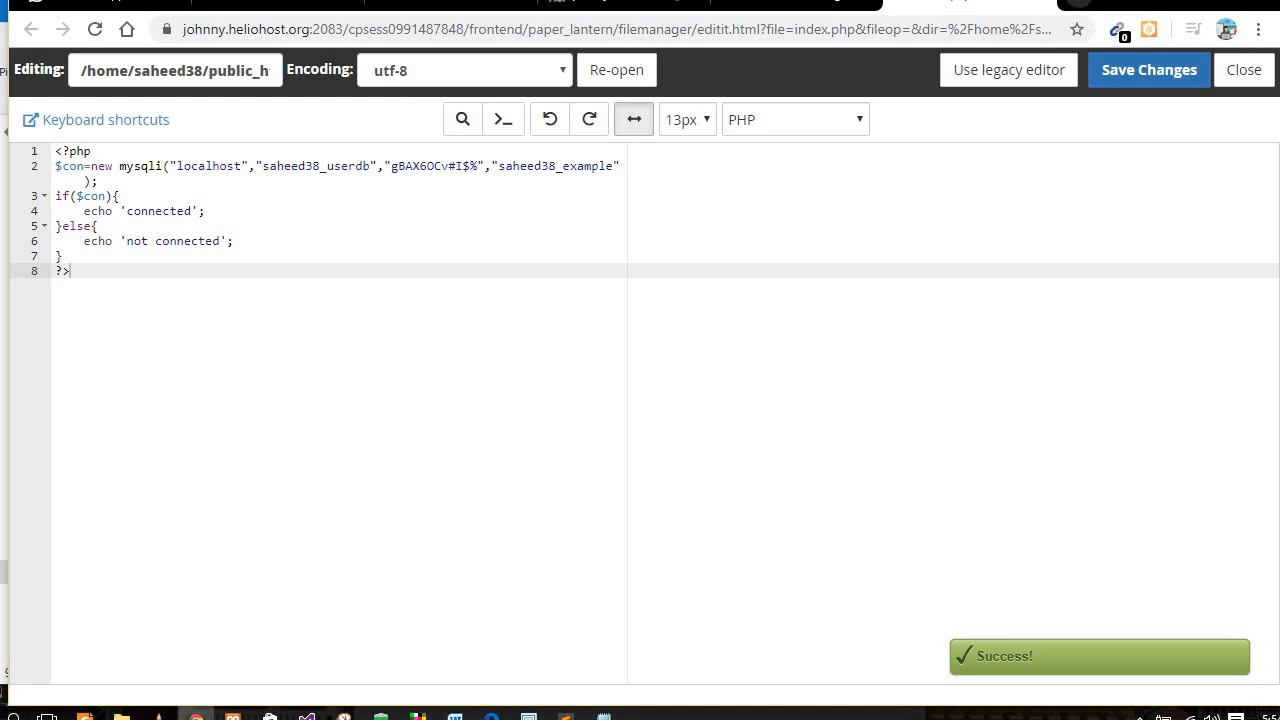 johnny.heliohost.org:2083/cpsess0991487848/frontend/paper_lantern/filemanager/editit.html?file=index.php&fileop=&dir=%2Fhome%2Fs...
0
Editing: /home/saheed38/public_h Encoding: utf-8 Re-open Use legacy editor Save Changes Close
Keyboard shortcuts 13px PHP
1 <?php
2 $con=new mysqli("localhost","saheed38_userdb","gBAX6OCv#I$%","saheed38_example"
);
3 if($con){
4 echo 'connected';
5 }else{
6 echo 'not connected';
7 }
8 ?>
Success!